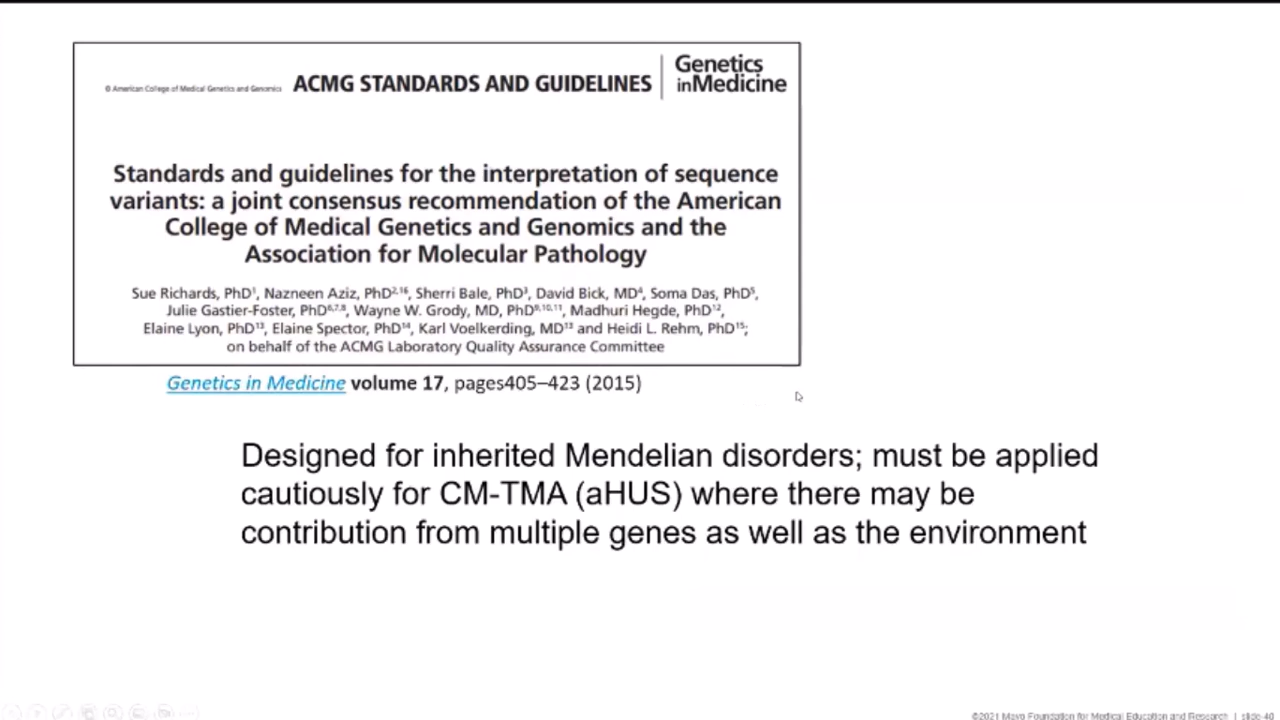 © American College of Medical Genetics and Genomics ACMG STANDARDS AND GUIDELINES Genetics inMedicine
Standards and guidelines for the interpretation of sequence
variants: a joint consensus recommendation of the American
College of Medical Genetics and Genomics and the
Association for Molecular Pathology
Sue Richards, PhD¹, Nazneen Aziz, PhD²,¹⁶, Sherri Bale, PhD³, David Bick, MD⁴, Soma Das, PhD⁵,
Julie Gastier-Foster, PhD⁶,⁷,⁸, Wayne W. Grody, MD, PhD⁹,¹⁰,¹¹, Madhuri Hegde, PhD¹²,
Elaine Lyon, PhD¹³, Elaine Spector, PhD¹⁴, Karl Voelkerding, MD¹³ and Heidi L. Rehm, PhD¹⁵;
on behalf of the ACMG Laboratory Quality Assurance Committee
Genetics in Medicine volume 17, pages405–423 (2015)
Designed for inherited Mendelian disorders; must be applied
cautiously for CM-TMA (aHUS) where there may be
contribution from multiple genes as well as the environment
©2021 Mayo Foundation for Medical Education and Research | slide-40